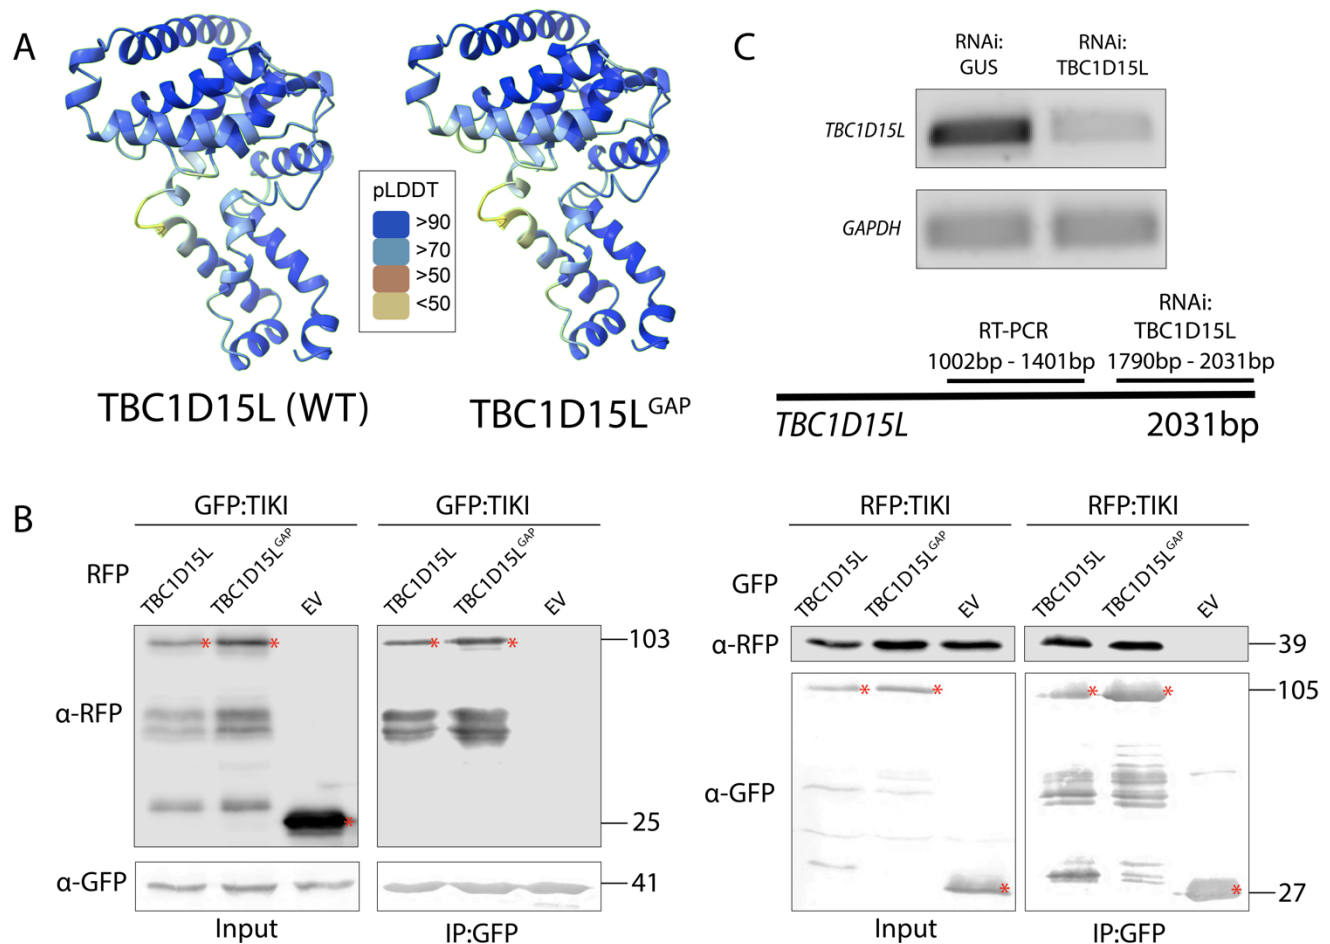 A
pLDDT
>90
>70
>50
<50
TBC1D15L (WT)
TBC1D15L^GAP
C
RNAi:
GUS
RNAi:
TBC1D15L
TBC1D15L
GAPDH
RT-PCR
1002bp - 1401bp
RNAi:
TBC1D15L
1790bp - 2031bp
TBC1D15L
2031bp
B
GFP:TIKI
GFP:TIKI
RFP
TBC1D15L
TBC1D15L^GAP
EV
TBC1D15L
TBC1D15L^GAP
EV
α-RFP
* * *
* *
103
25
α-GFP
41
Input
IP:GFP
RFP:TIKI
RFP:TIKI
GFP
TBC1D15L
TBC1D15L^GAP
EV
TBC1D15L
TBC1D15L^GAP
EV
α-RFP
39
α-GFP
* * *
* * *
105
27
Input
IP:GFP